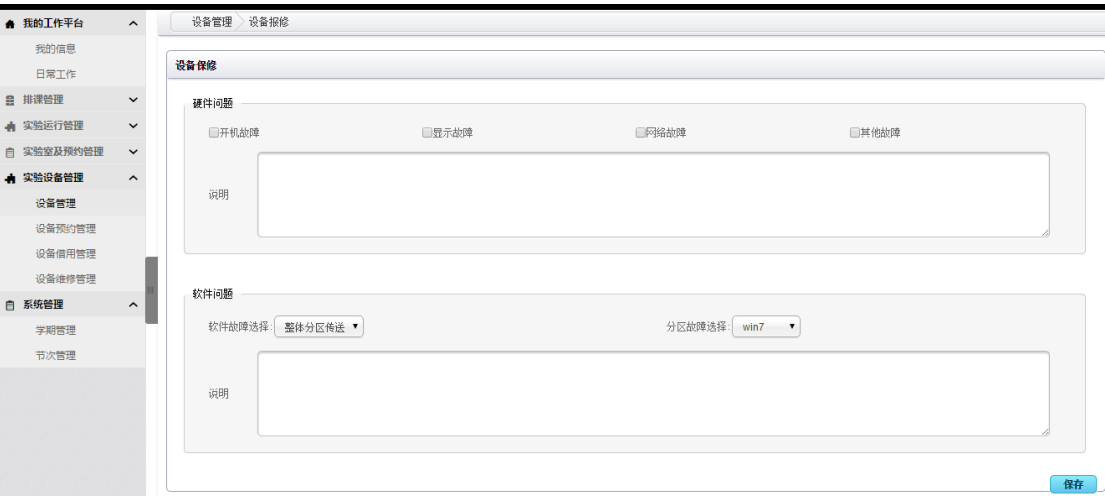 我的工作平台
我的信息
日常工作
排课管理
实验运行管理
实验室及预约管理
实验设备管理
设备管理
设备预约管理
设备借用管理
设备维修管理
系统管理
学期管理
节次管理
设备管理 设备报修
设备保修
硬件问题
开机故障 显示故障 网络故障 其他故障
说明
软件问题
软件故障选择: 整体分区传送 分区故障选择: win7
说明
保存